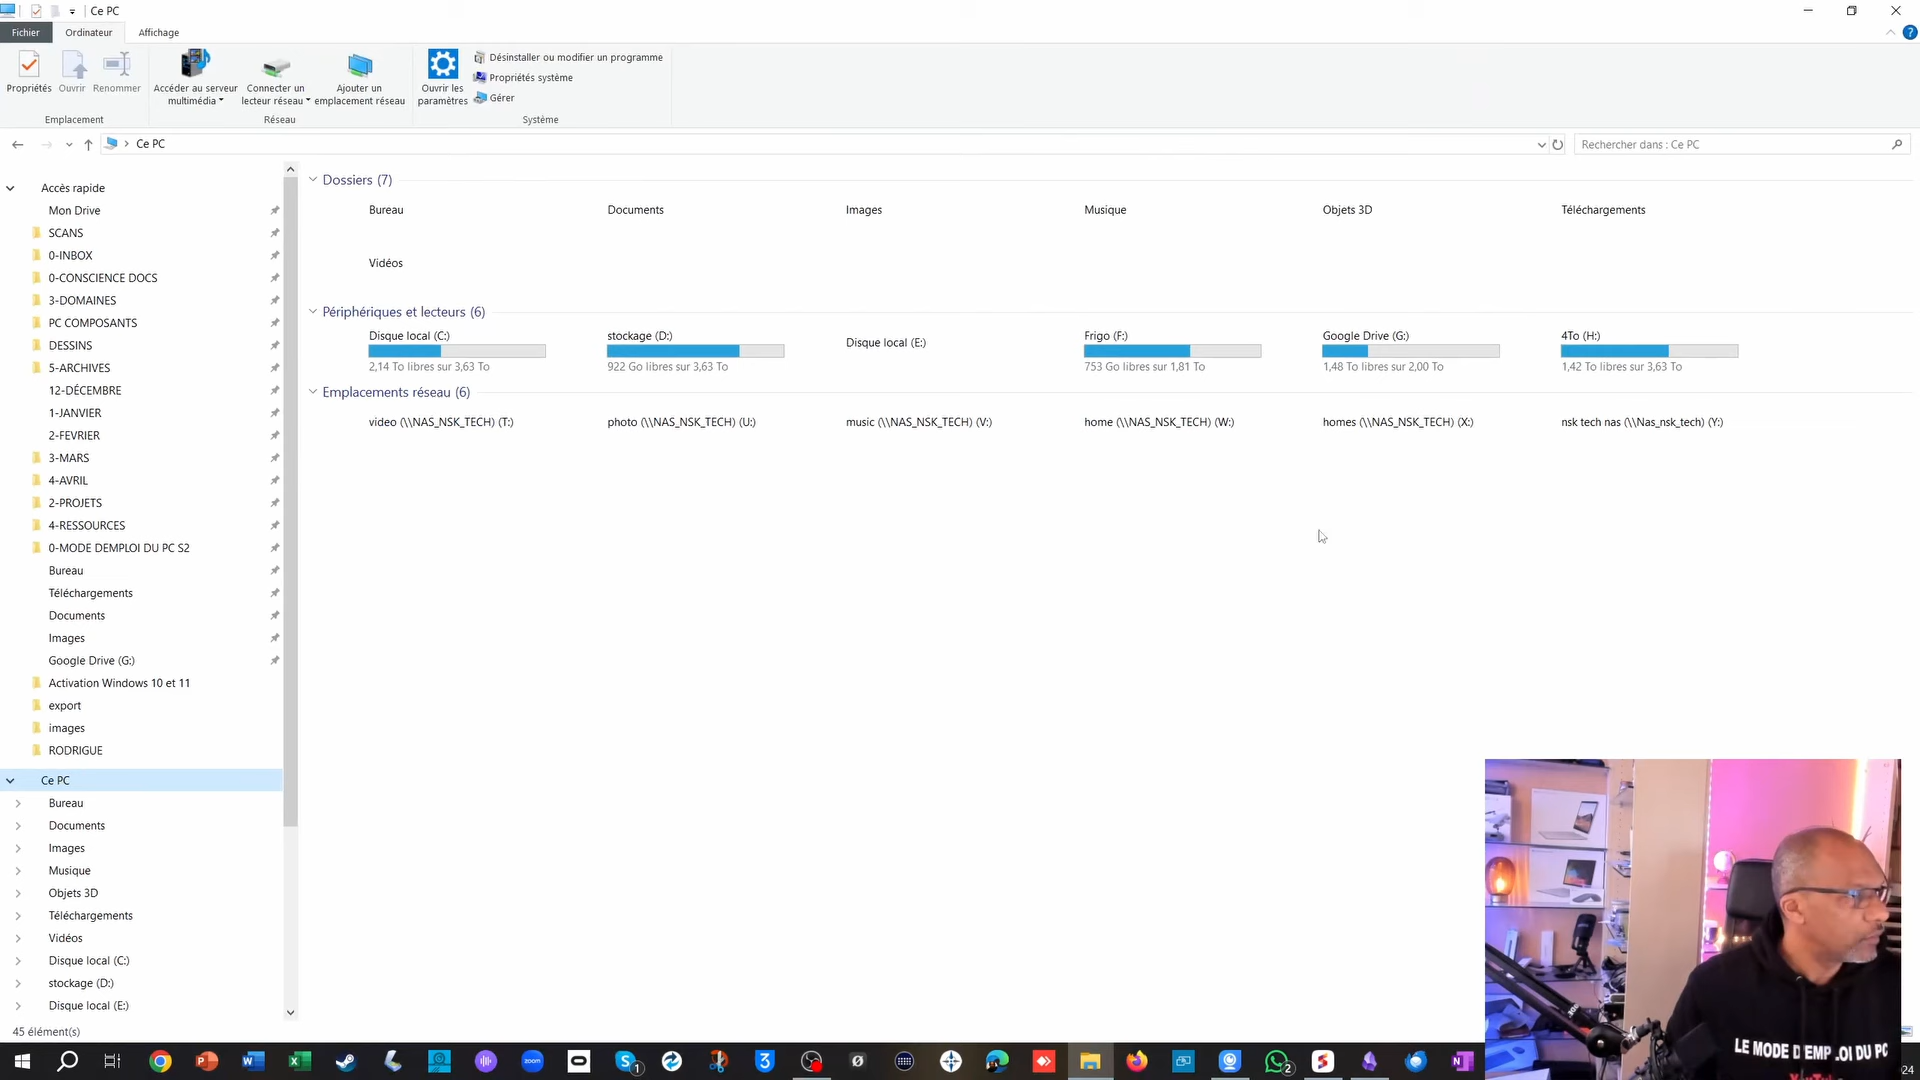 Ce PC
Fichier Ordinateur Affichage
Propriétés Ouvrir Renommer
Accéder au serveur multimédia
Connecter un lecteur réseau
Ajouter un emplacement réseau
Ouvrir les paramètres
Désinstaller ou modifier un programme
Propriétés système
Gérer
Emplacement Réseau Système
Ce PC
Rechercher dans : Ce PC
Accès rapide
Mon Drive
SCANS
0-INBOX
0-CONSCIENCE DOCS
3-DOMAINES
PC COMPOSANTS
DESSINS
5-ARCHIVES
12-DÉCEMBRE
1-JANVIER
2-FEVRIER
3-MARS
4-AVRIL
2-PROJETS
4-RESSOURCES
0-MODE DEMPLOI DU PC S2
Bureau
Téléchargements
Documents
Images
Google Drive (G:)
Activation Windows 10 et 11
export
images
RODRIGUE
Ce PC
Bureau
Documents
Images
Musique
Objets 3D
Téléchargements
Vidéos
Disque local (C:)
stockage (D:)
Disque local (E:)
45 élément(s)
Dossiers (7)
Bureau Documents Images Musique Objets 3D Téléchargements
Vidéos
Périphériques et lecteurs (6)
Disque local (C:)
2,14 To libres sur 3,63 To
stockage (D:)
922 Go libres sur 3,63 To
Disque local (E:)
Frigo (F:)
753 Go libres sur 1,81 To
Google Drive (G:)
1,48 To libres sur 2,00 To
4To (H:)
1,42 To libres sur 3,63 To
Emplacements réseau (6)
video (\\NAS_NSK_TECH) (T:)
photo (\\NAS_NSK_TECH) (U:)
music (\\NAS_NSK_TECH) (V:)
home (\\NAS_NSK_TECH) (W:)
homes (\\NAS_NSK_TECH) (X:)
nsk tech nas (\\Nas_nsk_tech) (Y:)
LE MODE D'EMPLOI DU PC